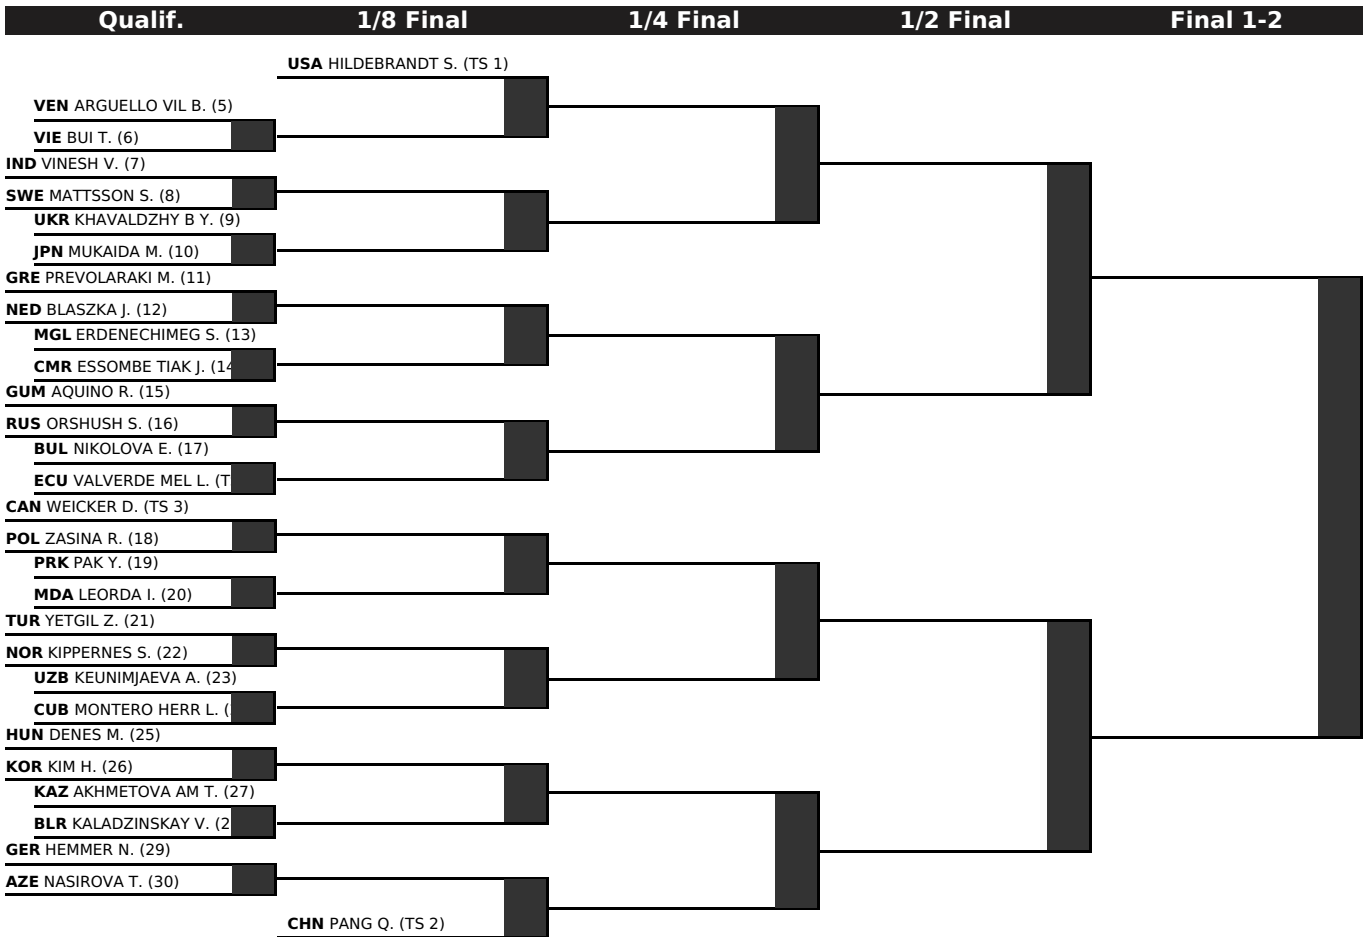 Qualif. 1/8 Final 1/4 Final 1/2 Final Final 1-2
USA HILDEBRANDT S. (TS 1)
VEN ARGUELLO VIL B. (5)
VIE BUI T. (6)
IND VINESH V. (7)
SWE MATTSSON S. (8)
UKR KHAVALDZHY B Y. (9)
JPN MUKAIDA M. (10)
GRE PREVOLARAKI M. (11)
NED BLASZKA J. (12)
MGL ERDENECHIMEG S. (13)
CMR ESSOMBE TIAK J. (14
GUM AQUINO R. (15)
RUS ORSHUSH S. (16)
BUL NIKOLOVA E. (17)
ECU VALVERDE MEL L. (T
CAN WEICKER D. (TS 3)
POL ZASINA R. (18)
PRK PAK Y. (19)
MDA LEORDA I. (20)
TUR YETGIL Z. (21)
NOR KIPPERNES S. (22)
UZB KEUNIMJAEVA A. (23)
CUB MONTERO HERR L. (
HUN DENES M. (25)
KOR KIM H. (26)
KAZ AKHMETOVA AM T. (27)
BLR KALADZINSKAY V. (2
GER HEMMER N. (29)
AZE NASIROVA T. (30)
CHN PANG Q. (TS 2)